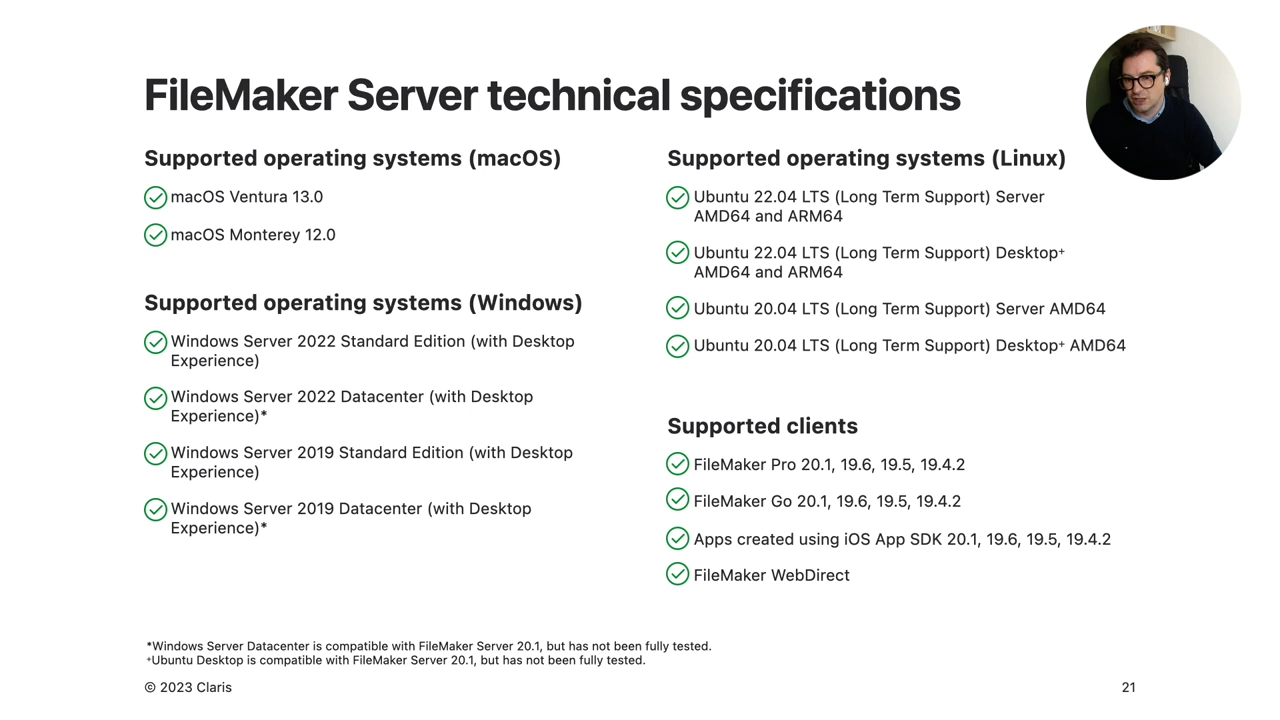 FileMaker Server technical specifications
Supported operating systems (macOS)
macOS Ventura 13.0
macOS Monterey 12.0
Supported operating systems (Windows)
Windows Server 2022 Standard Edition (with Desktop
Experience)
Windows Server 2022 Datacenter (with Desktop
Experience)*
Windows Server 2019 Standard Edition (with Desktop
Experience)
Windows Server 2019 Datacenter (with Desktop
Experience)*
Supported operating systems (Linux)
Ubuntu 22.04 LTS (Long Term Support) Server
AMD64 and ARM64
Ubuntu 22.04 LTS (Long Term Support) Desktop⁺
AMD64 and ARM64
Ubuntu 20.04 LTS (Long Term Support) Server AMD64
Ubuntu 20.04 LTS (Long Term Support) Desktop⁺ AMD64
Supported clients
FileMaker Pro 20.1, 19.6, 19.5, 19.4.2
FileMaker Go 20.1, 19.6, 19.5, 19.4.2
Apps created using iOS App SDK 20.1, 19.6, 19.5, 19.4.2
FileMaker WebDirect
*Windows Server Datacenter is compatible with FileMaker Server 20.1, but has not been fully tested.
⁺Ubuntu Desktop is compatible with FileMaker Server 20.1, but has not been fully tested.
© 2023 Claris
21